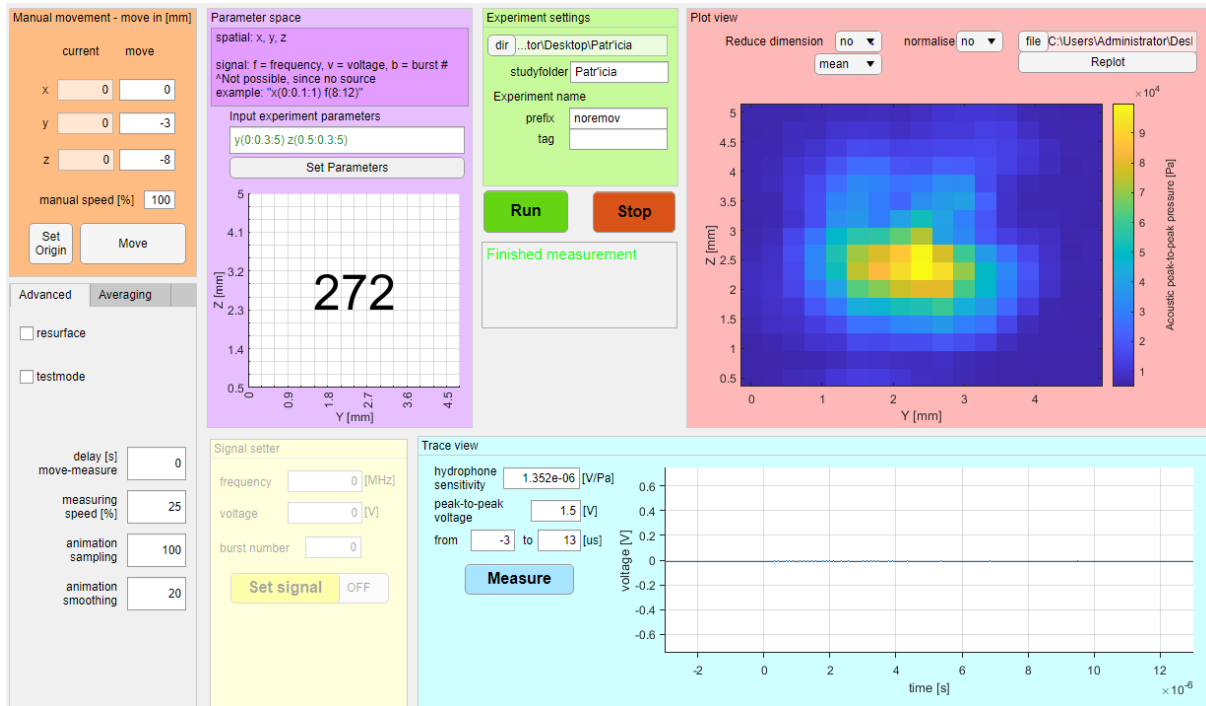 Manual movement - move in [mm]
current move
x 0 0
y 0 -3
z 0 -8
manual speed [%] 100
Set
Origin
Move
Advanced Averaging
resurface
testmode
delay [s]
move-measure
0
measuring
speed [%]
25
animation
sampling
100
animation
smoothing
20
Parameter space
spatial: x, y, z
signal: f = frequency, v = voltage, b = burst #
^Not possible, since no source
example: "x(0:0.1:1) f(8:12)"
Input experiment parameters
y(0:0.3:5) z(0.5:0.3:5)
Set Parameters
5
4.1
3.2
2.3
1.4
0.5
Z [mm]
272
0 0.9 1.8 2.7 3.6 4.5
Y [mm]
Experiment settings
dir ...tor\Desktop\Patr'icia
studyfolder Patr'icia
Experiment name
prefix noremov
tag
Run Stop
Finished measurement
Plot view
Reduce dimension no normalise no file C:\Users\Administrator\Desl
mean Replot
×10⁴
5
4.5
4
3.5
3
2.5
2
1.5
1
0.5
Z [mm]
0 1 2 3 4
Y [mm]
9
8
7
6
5
4
3
2
1
Acoustic peak-to-peak pressure [Pa]
Signal setter
frequency 0 [MHz]
voltage 0 [V]
burst number 0
Set signal OFF
Trace view
hydrophone
sensitivity
1.352e-06 [V/Pa]
peak-to-peak
voltage
1.5 [V]
from -3 to 13 [us]
Measure
0.6
0.4
0.2
0
-0.2
-0.4
-0.6
voltage [V]
-2 0 2 4 6 8 10 12
time [s]
×10⁻⁶